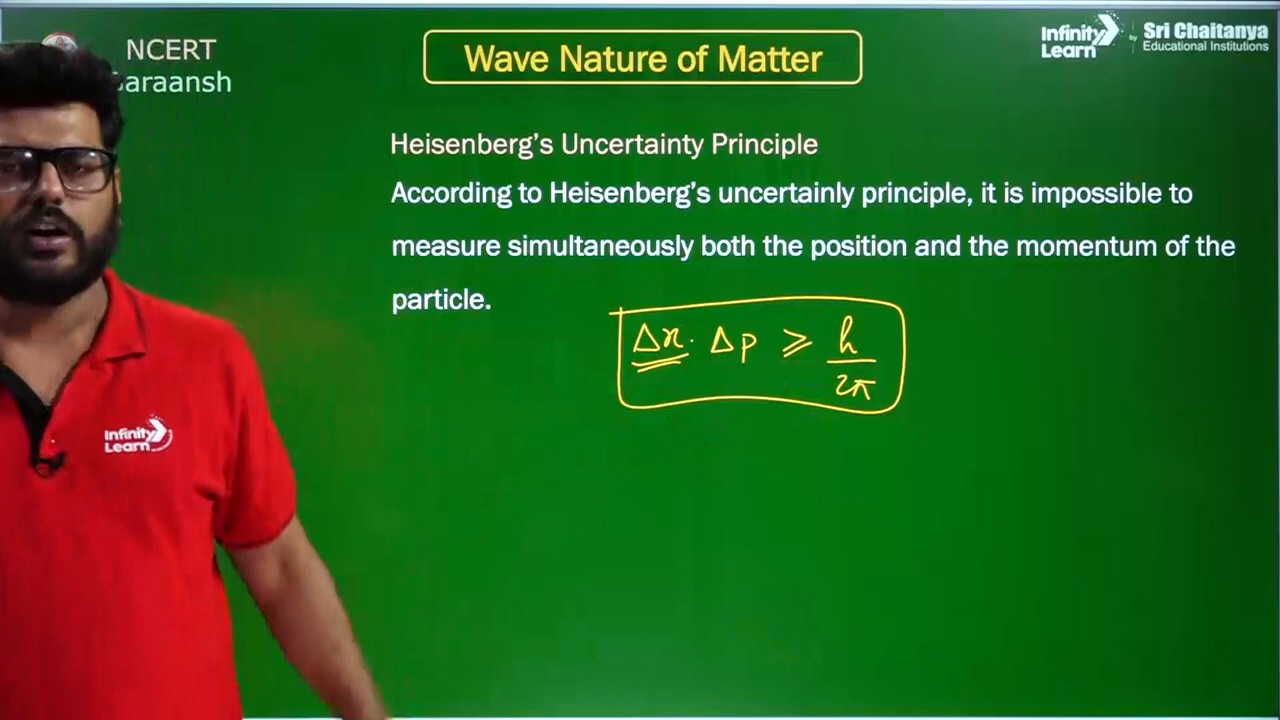 NCERT
Saraansh
Wave Nature of Matter
Infinity Learn by Sri Chaitanya Educational Institutions
Heisenberg's Uncertainty Principle
According to Heisenberg's uncertainly principle, it is impossible to
measure simultaneously both the position and the momentum of the
particle.
Δx · Δp ⩾ h/2π
Infinity
Learn